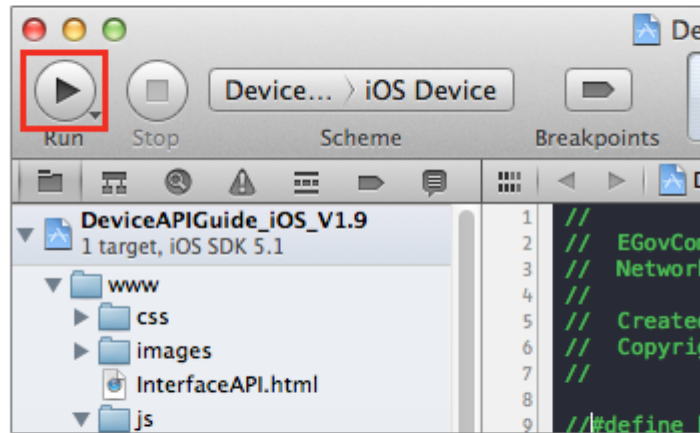 De
Run Stop Device... › iOS Device Scheme Breakpoints
DeviceAPIGuide_iOS_V1.9
1 target, iOS SDK 5.1
www
css
images
InterfaceAPI.html
js
1 //
2 // EGovCo
3 // Networ
4 //
5 // Created
6 // Copyri
7 //
8
9 //#define